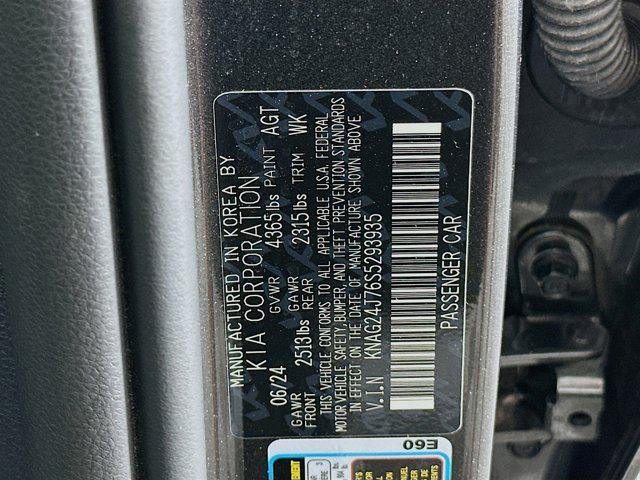 MANUFACTURED IN KOREA BY
KIA CORPORATION
06/24 GVWR 4365lbs PAINT AGT
GAWR FRONT 2513lbs GAWR REAR 2315lbs TRIM WK
THIS VEHICLE CONFORMS TO ALL APPLICABLE U.S.A. FEDERAL
MOTOR VEHICLE SAFETY, BUMPER, AND THEFT PREVENTION STANDARDS
IN EFFECT ON THE DATE OF MANUFACTURE SHOWN ABOVE
V.I.N KNAG24J76S5293935
PASSENGER CAR
E60